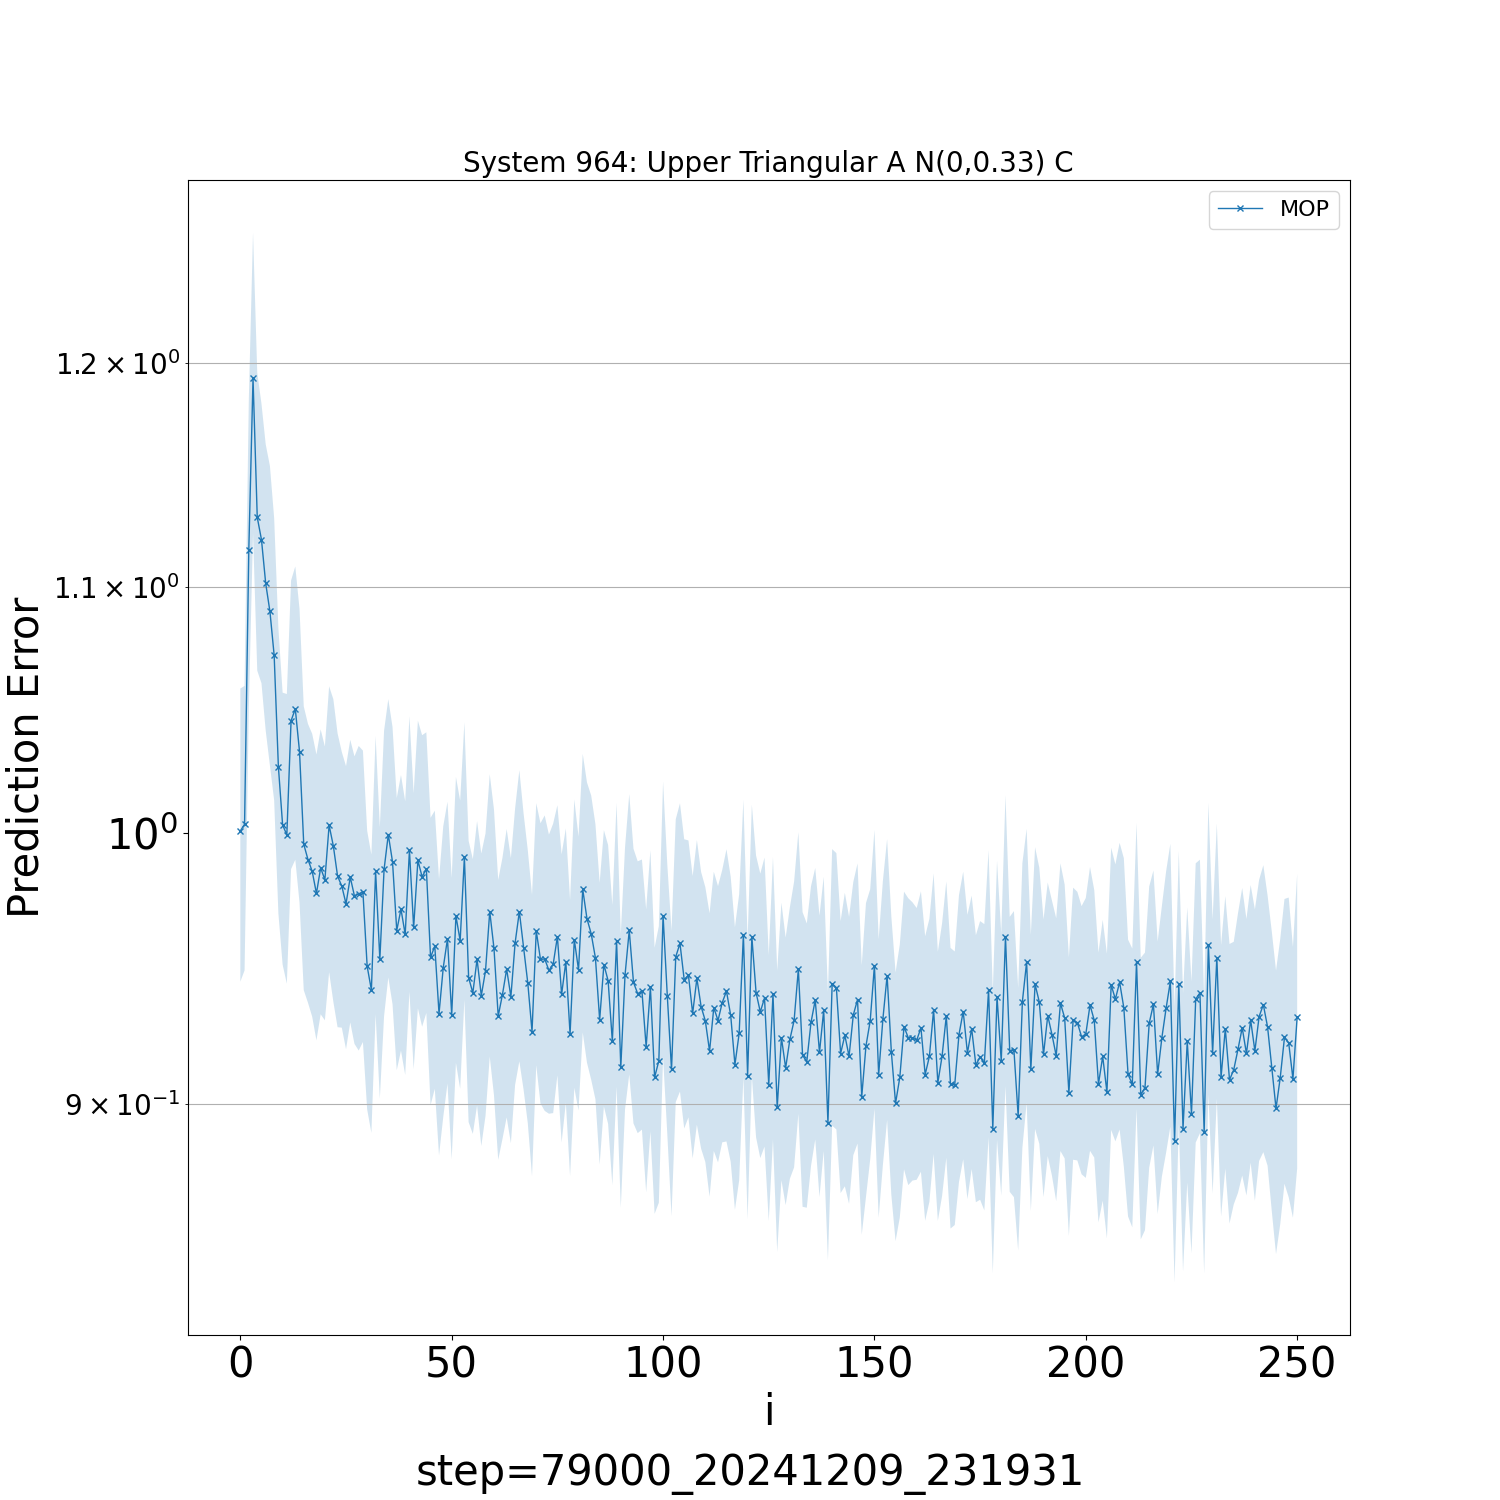 System 964: Upper Triangular A N(0,0.33) C
MOP
1.2 × 10⁰
1.1 × 10⁰
10⁰
9 × 10⁻¹
Prediction Error
0 50 100 150 200 250
i
step=79000_20241209_231931